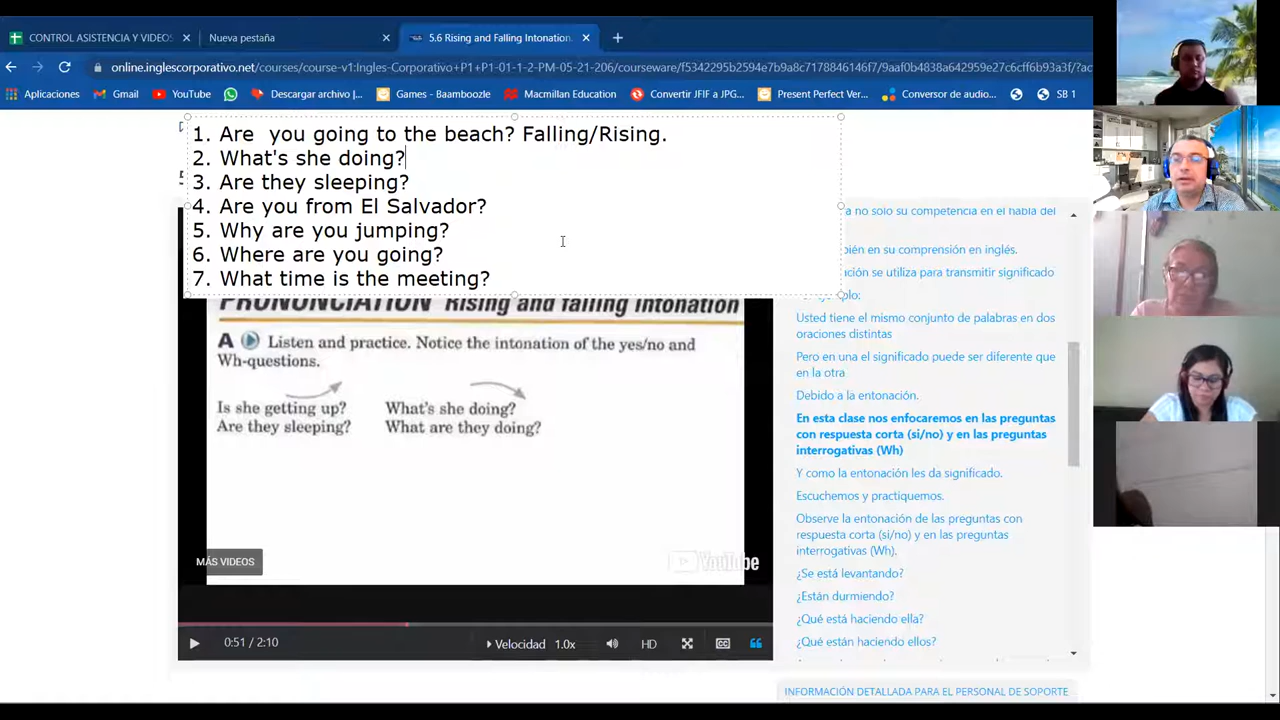 CONTROL ASISTENCIA Y VIDEOS
Nueva pestaña
5.6 Rising and Falling Intonation.
online.inglescorporativo.net/courses/course-v1:Ingles-Corporativo+P1+P1-01-1-2-PM-05-21-206/courseware/f5342295b2594e7b9a8c7178846146f7/9aaf0b4838a642959e27c6cff6b93a3f/?ac
Aplicaciones
Gmail
YouTube
Descargar archivo |...
Games - Baamboozle
Macmillan Education
Convertir JFIF a JPG...
Present Perfect Ver...
Conversor de audio...
SB 1
1. Are you going to the beach? Falling/Rising.
2. What's she doing?
3. Are they sleeping?
4. Are you from El Salvador?
5. Why are you jumping?
6. Where are you going?
7. What time is the meeting?
PRONUNCIATION Rising and falling intonation
A Listen and practice. Notice the intonation of the yes/no and
Wh-questions.
Is she getting up?
Are they sleeping?
What's she doing?
What are they doing?
MÁS VIDEOS
YouTube
0:51 / 2:10
Velocidad 1.0x
HD
CC
a no solo su competencia en el habla del
bién en su comprensión en inglés.
ución se utiliza para transmitir significado
plo:
Usted tiene el mismo conjunto de palabras en dos
oraciones distintas
Pero en una el significado puede ser diferente que
en la otra
Debido a la entonación.
En esta clase nos enfocaremos en las preguntas
con respuesta corta (si/no) y en las preguntas
interrogativas (Wh)
Y como la entonación les da significado.
Escuchemos y practiquemos.
Observe la entonación de las preguntas con
respuesta corta (si/no) y en las preguntas
interrogativas (Wh).
¿Se está levantando?
¿Están durmiendo?
¿Qué está haciendo ella?
¿Qué están haciendo ellos?
INFORMACIÓN DETALLADA PARA EL PERSONAL DE SOPORTE